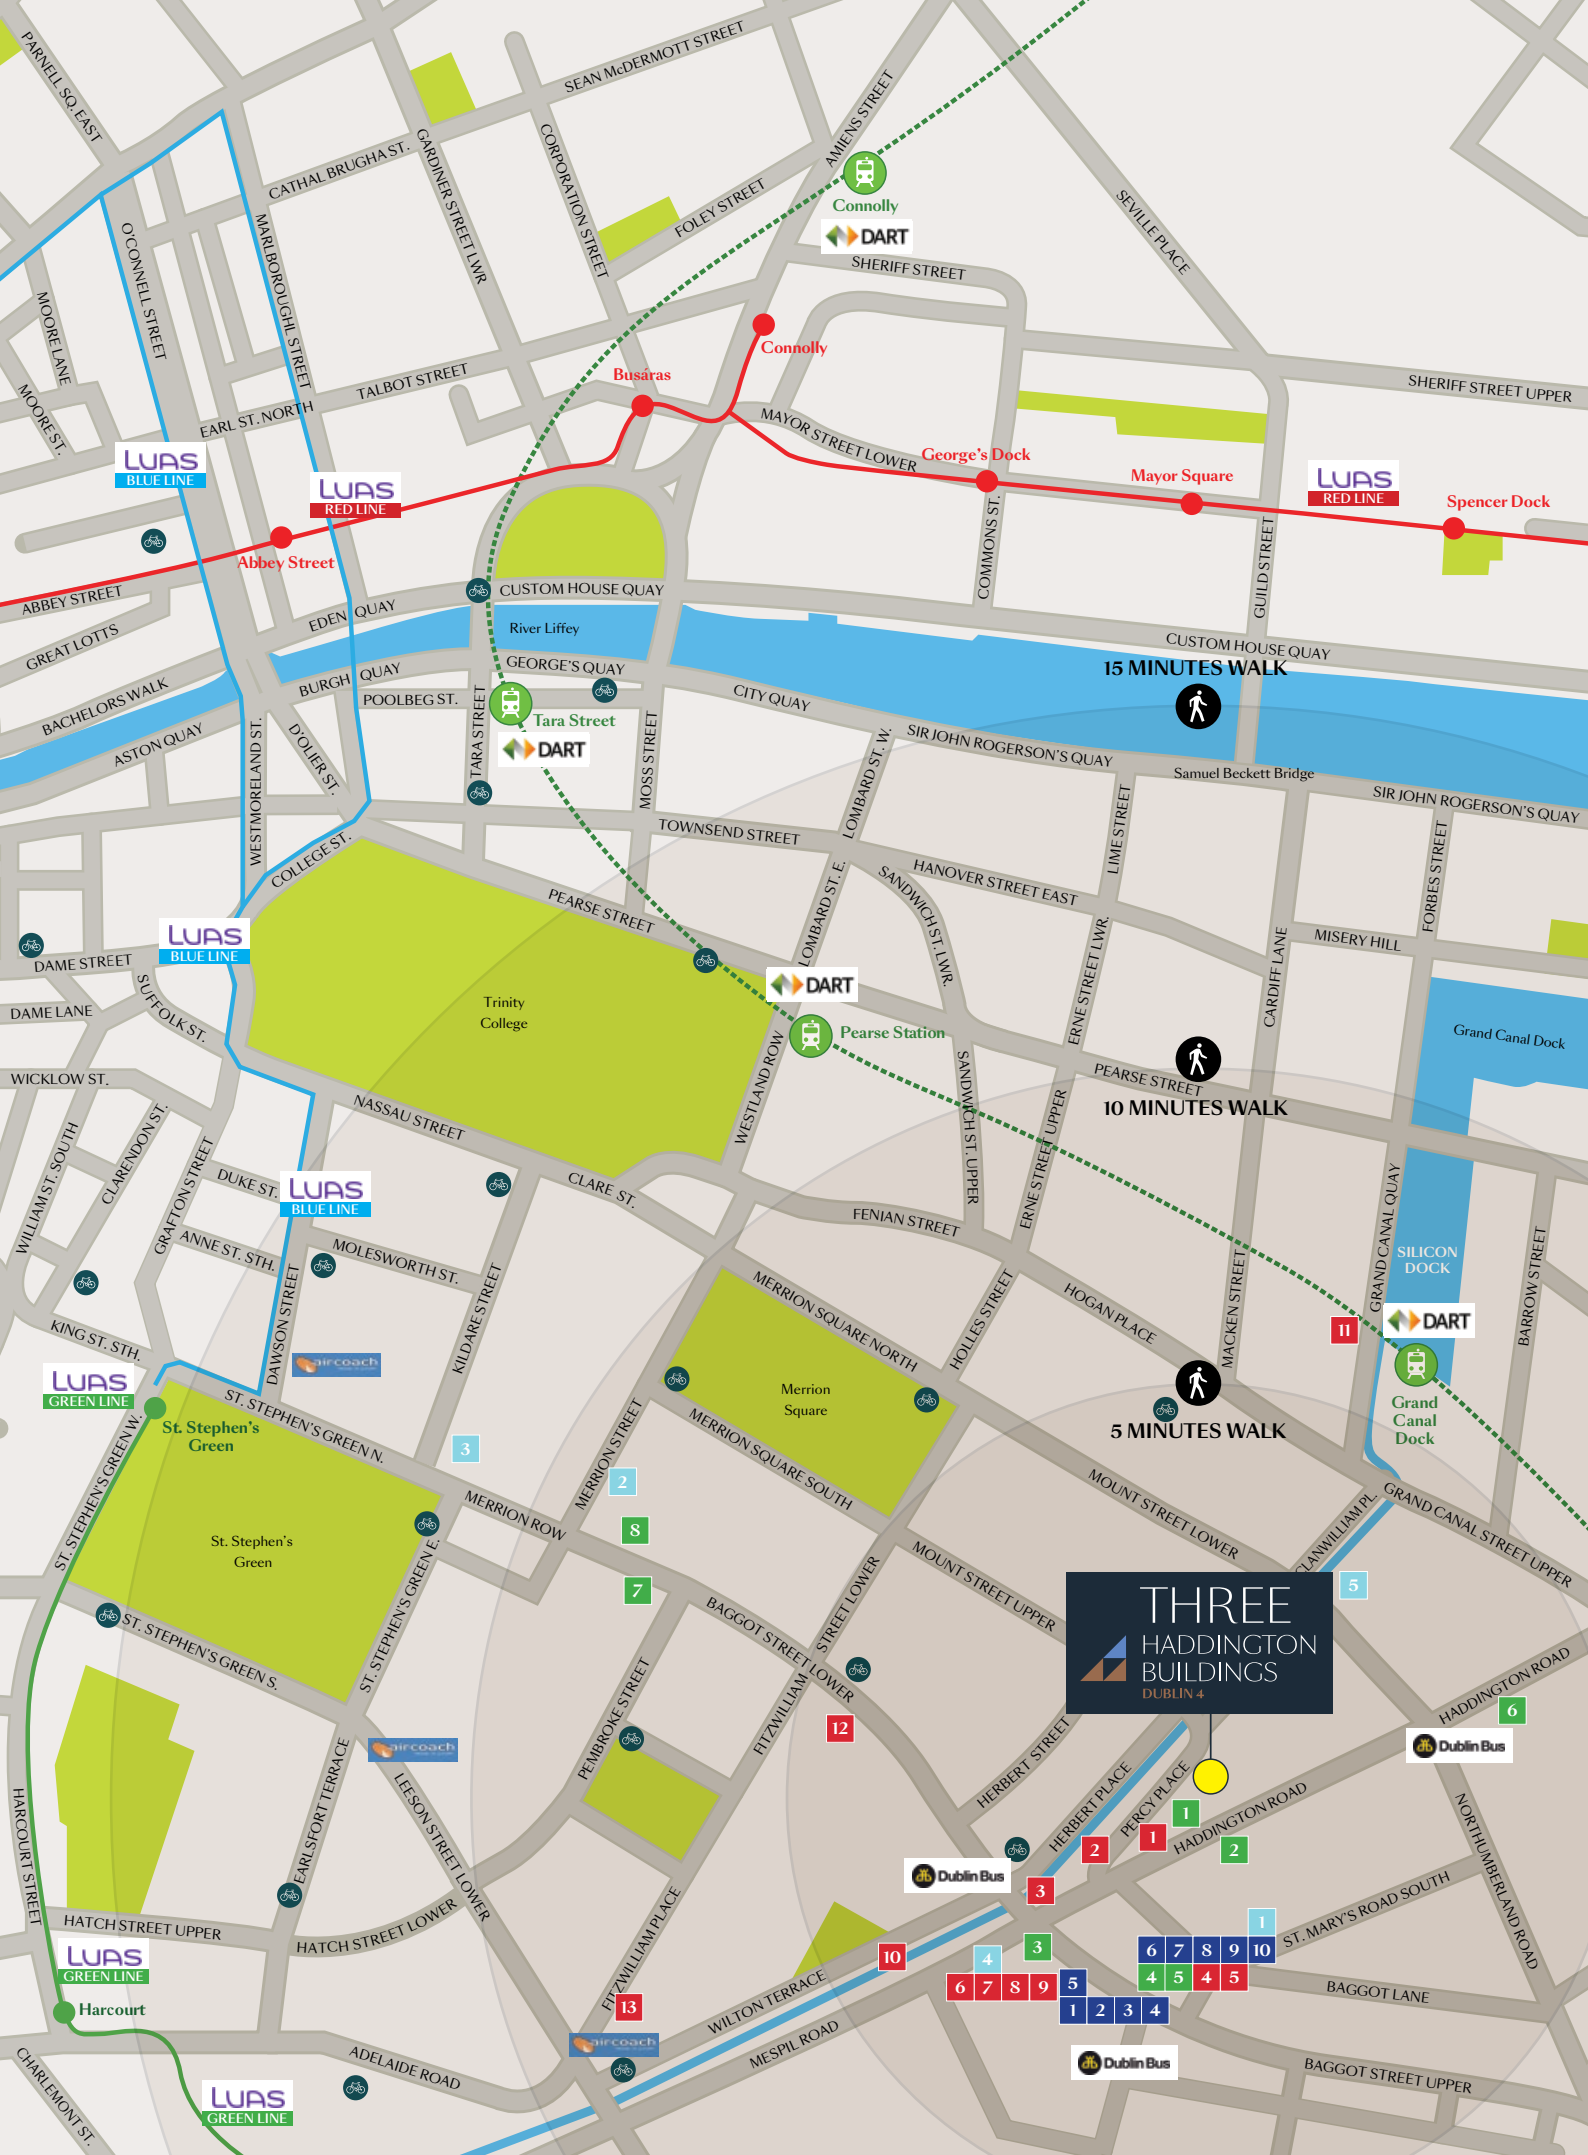 PARNELL SQ. EAST
SEAN McDERMOTT STREET
AMIENS STREET
CATHAL BRUGHA ST.
GARDINER STREET LWR
CORPORATION STREET
FOLEY STREET
Connolly
DART
SEVILLE PLACE
O'CONNELL STREET
MARLBOROUGHL STREET
SHERIFF STREET
MOORE LANE
MOORE ST.
EARL ST. NORTH
TALBOT STREET
Busáras
Connolly
SHERIFF STREET UPPER
MAYOR STREET LOWER
George's Dock
Mayor Square
LUAS
RED LINE
Spencer Dock
LUAS
BLUE LINE
LUAS
RED LINE
Abbey Street
ABBEY STREET
COMMONS ST.
GUILD STREET
GREAT LOTTS
EDEN QUAY
CUSTOM HOUSE QUAY
River Liffey
CUSTOM HOUSE QUAY
15 MINUTES WALK
BACHELORS WALK
BURGH QUAY
GEORGE'S QUAY
POOLBEG ST.
Tara Street
DART
CITY QUAY
ASTON QUAY
WESTMORELAND ST.
D'OLIER ST.
TARA STREET
MOSS STREET
LOMBARD ST. W.
SIR JOHN ROGERSON'S QUAY
Samuel Beckett Bridge
SIR JOHN ROGERSON'S QUAY
COLLEGE ST.
TOWNSEND STREET
LIME STREET
FORBES STREET
HANOVER STREET EAST
SANDWICH ST. LWR.
LOMBARD ST. E.
PEARSE STREET
MISERY HILL
LUAS
BLUE LINE
DAME STREET
SUFFOLK ST.
DAME LANE
Trinity
College
DART
Pearse Station
ERNE STREET LWR.
CARDIFF LANE
Grand Canal Dock
WICKLOW ST.
NASSAU STREET
WESTLAND ROW
SANDWICH ST. UPPER
PEARSE STREET
10 MINUTES WALK
WILLIAM ST. SOUTH
CLARENDON ST.
GRAFTON STREET
DUKE ST.
LUAS
BLUE LINE
CLARE ST.
FENIAN STREET
ERNE STREET UPPER
GRAND CANAL QUAY
SILICON
DOCK
BARROW STREET
ANNE ST. STH.
MOLESWORTH ST.
DAWSON STREET
KILDARE STREET
MERRION SQUARE NORTH
HOLLES STREET
HOGAN PLACE
MACKEN STREET
11
DART
Grand
Canal
Dock
KING ST. STH.
aircoach
LUAS
GREEN LINE
St. Stephen's
Green
ST. STEPHEN'S GREEN N.
Merrion
Square
5 MINUTES WALK
ST. STEPHEN'S GREEN W.
3
2
MERRION STREET
MERRION SQUARE SOUTH
MERRION ROW
MOUNT STREET LOWER
GRAND CANAL STREET UPPER
CLANWILLIAM PL.
St. Stephen's
Green
8
7
ST. STEPHEN'S GREEN E.
MOUNT STREET UPPER
5
THREE
HADDINGTON
BUILDINGS
DUBLIN 4
ST. STEPHEN'S GREEN S.
BAGGOT STREET LOWER
FITZWILLIAM STREET LOWER
PEMBROKE STREET
12
HADDINGTON ROAD
6
Dublin Bus
aircoach
HARCOURT STREET
EARLSFORT TERRACE
LEESON STREET LOWER
HERBERT STREET
HERBERT PLACE
PERCY PLACE
HADDINGTON ROAD
NORTHUMBERLAND ROAD
1
1
2
2
Dublin Bus
3
HATCH STREET UPPER
HATCH STREET LOWER
FITZWILLIAM PLACE
ST. MARY'S ROAD SOUTH
1
6 7 8 9 10
4 5 4 5
3
10
4
6 7 8 9
5
1 2 3 4
LUAS
GREEN LINE
Harcourt
13
WILTON TERRACE
MESPIL ROAD
BAGGOT LANE
aircoach
Dublin Bus
BAGGOT STREET UPPER
CHARLEMONT ST.
ADELAIDE ROAD
LUAS
GREEN LINE